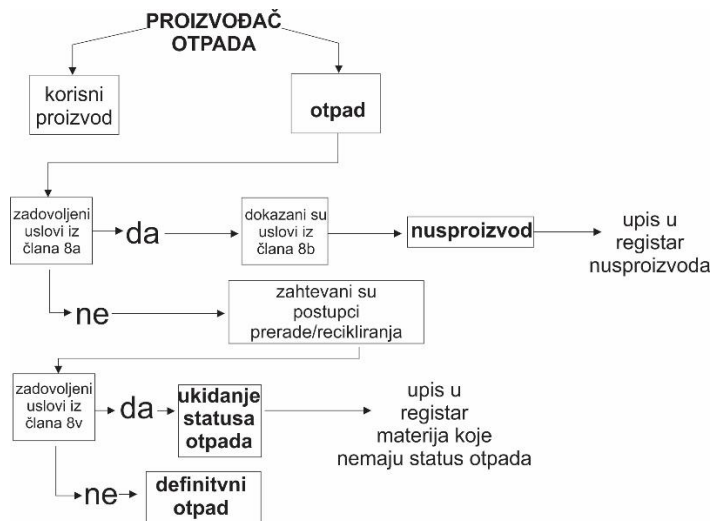 PROIZVOĐAČ
OTPADA
korisni
proizvod
otpad
zadovoljeni
uslovi iz
člana 8a
da
dokazani su
uslovi iz
člana 8b
nusproizvod
upis u
registar
nusproizvoda
ne
zahtevani su
postupci
prerade/recikliranja
zadovoljeni
uslovi iz
člana 8v
da
ukidanje
statusa
otpada
upis u
registar
materija koje
nemaju status otpada
ne
definitvni
otpad